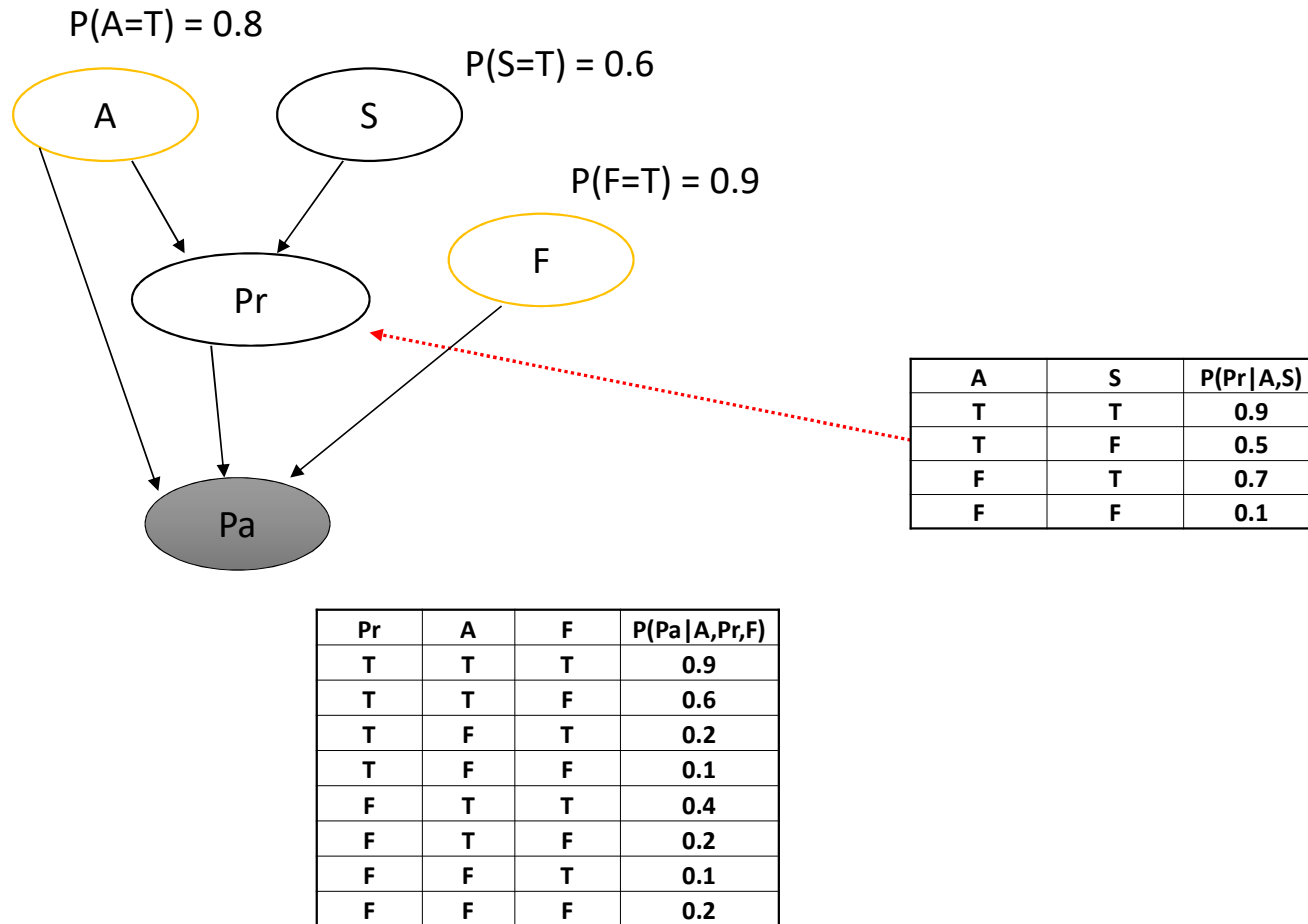 P(A=T) = 0.8
P(S=T) = 0.6
A
S
P(F=T) = 0.9
F
Pr
A S P(Pr|A,S)
T T 0.9
T F 0.5
F T 0.7
F F 0.1
Pa
Pr A F P(Pa|A,Pr,F)
T T T 0.9
T T F 0.6
T F T 0.2
T F F 0.1
F T T 0.4
F T F 0.2
F F T 0.1
F F F 0.2